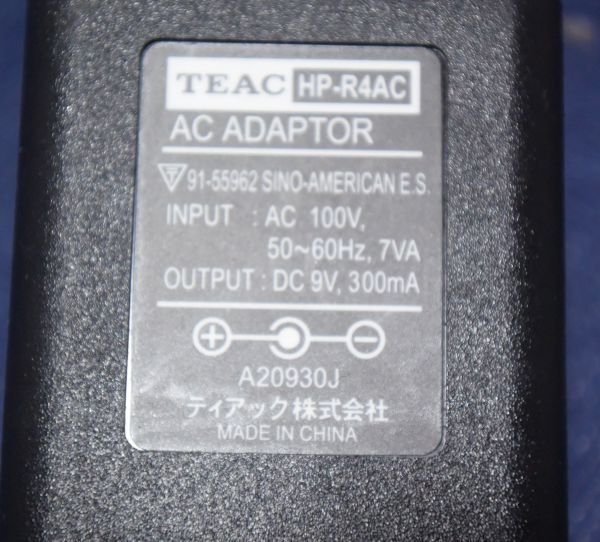 TEAC HP-R4AC
AC ADAPTOR
T 91-55962 SINO-AMERICAN E.S.
INPUT : AC 100V,
50~60Hz, 7VA
OUTPUT : DC 9V, 300mA
A20930J
ティアック株式会社
MADE IN CHINA